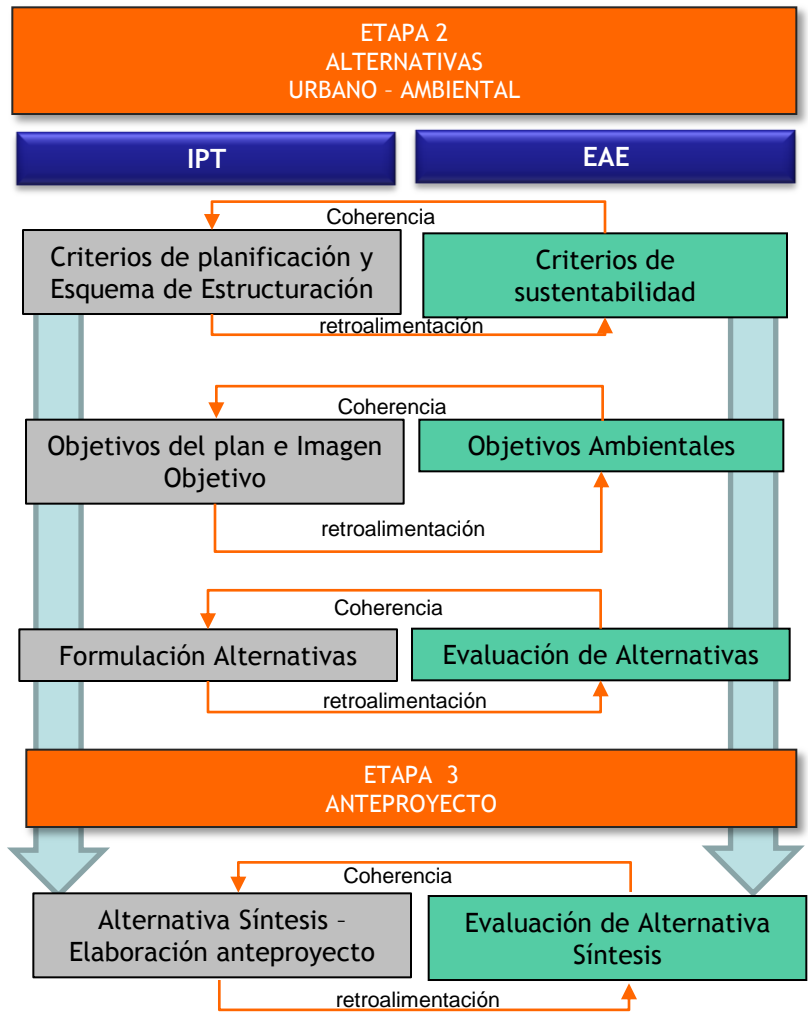 ETAPA 2
ALTERNATIVAS
URBANO – AMBIENTAL
IPT
EAE
Coherencia
Criterios de planificación y
Esquema de Estructuración
Criterios de
sustentabilidad
retroalimentación
Coherencia
Objetivos del plan e Imagen
Objetivo
Objetivos Ambientales
retroalimentación
Coherencia
Formulación Alternativas
Evaluación de Alternativas
retroalimentación
ETAPA 3
ANTEPROYECTO
Coherencia
Alternativa Síntesis –
Elaboración anteproyecto
Evaluación de Alternativa
Síntesis
retroalimentación